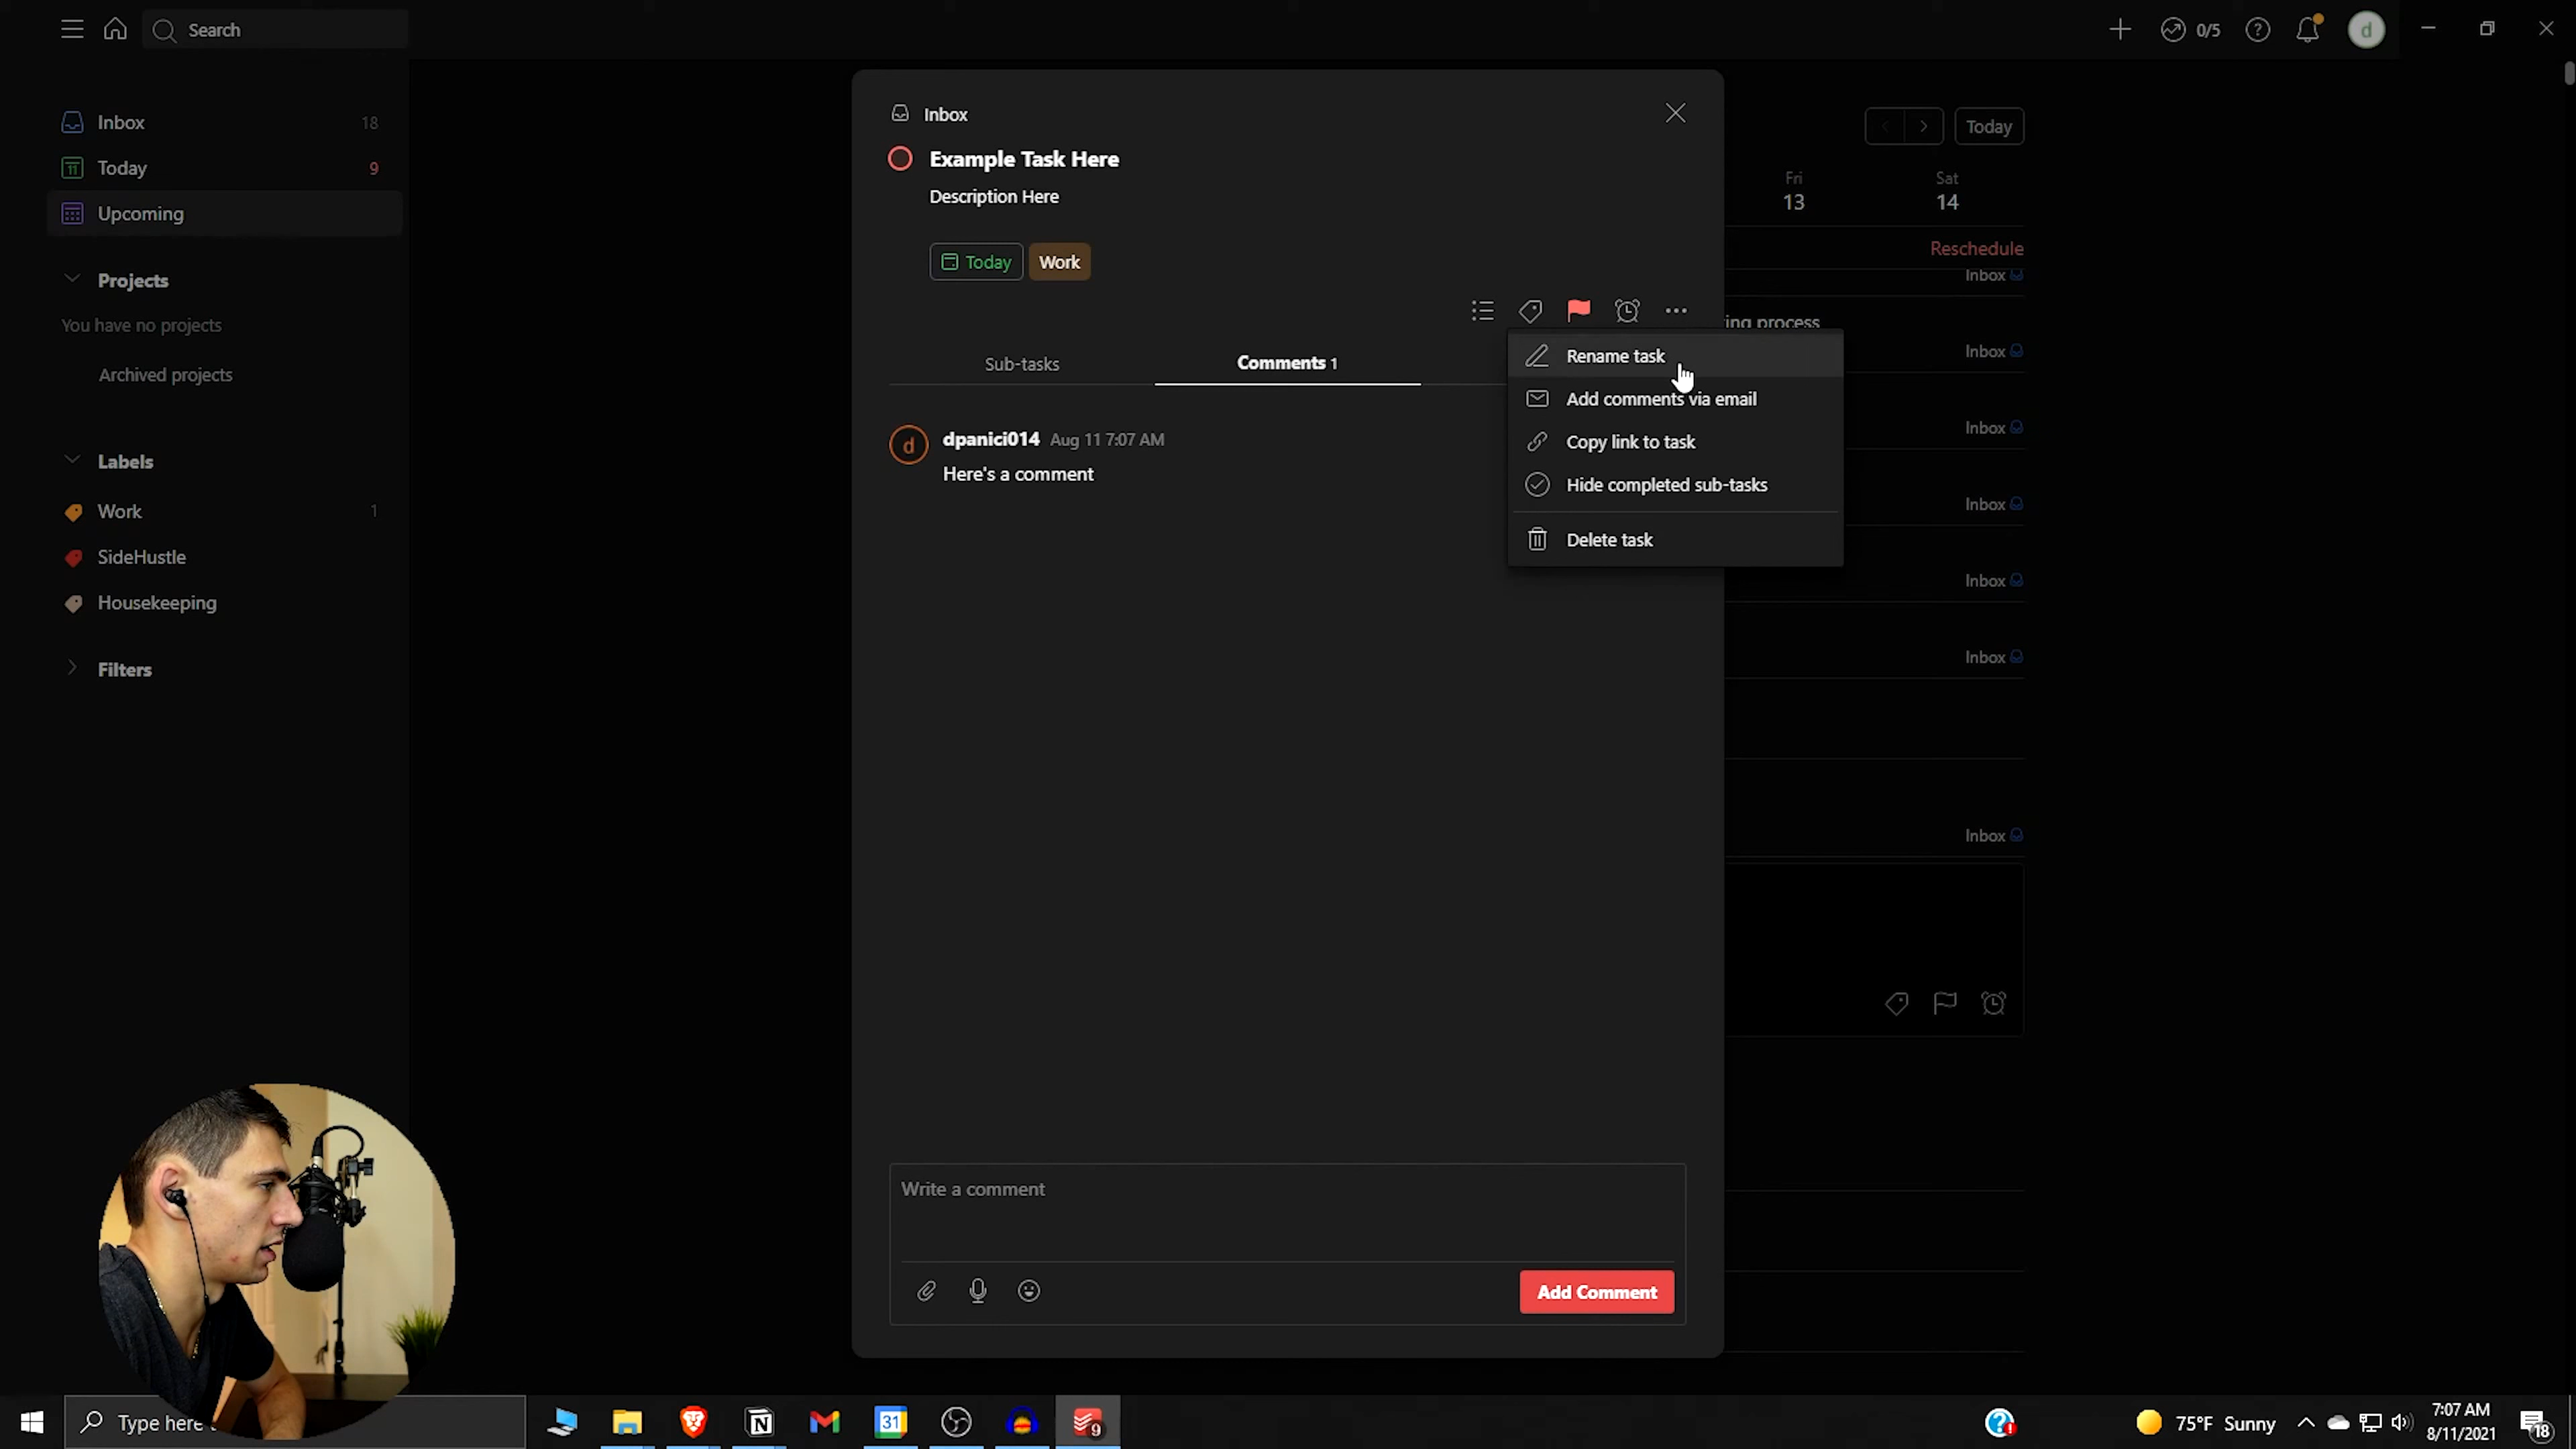 Search
0/5
d
Inbox 18
Today 9
Upcoming
Projects
You have no projects
Archived projects
Labels
Work 1
SideHustle
Housekeeping
Filters
Inbox
Example Task Here
Description Here
Today Work
Sub-tasks Comments 1
d dpanici014 Aug 11 7:07 AM
Here's a comment
Rename task
Add comments via email
Copy link to task
Hide completed sub-tasks
Delete task
Write a comment
Add Comment
Today
Fri Sat
13 14
Reschedule
Inbox
process
Inbox
Inbox
Inbox
Inbox
Inbox
Inbox
Type here
31
9
75°F Sunny
7:07 AM
8/11/2021
18